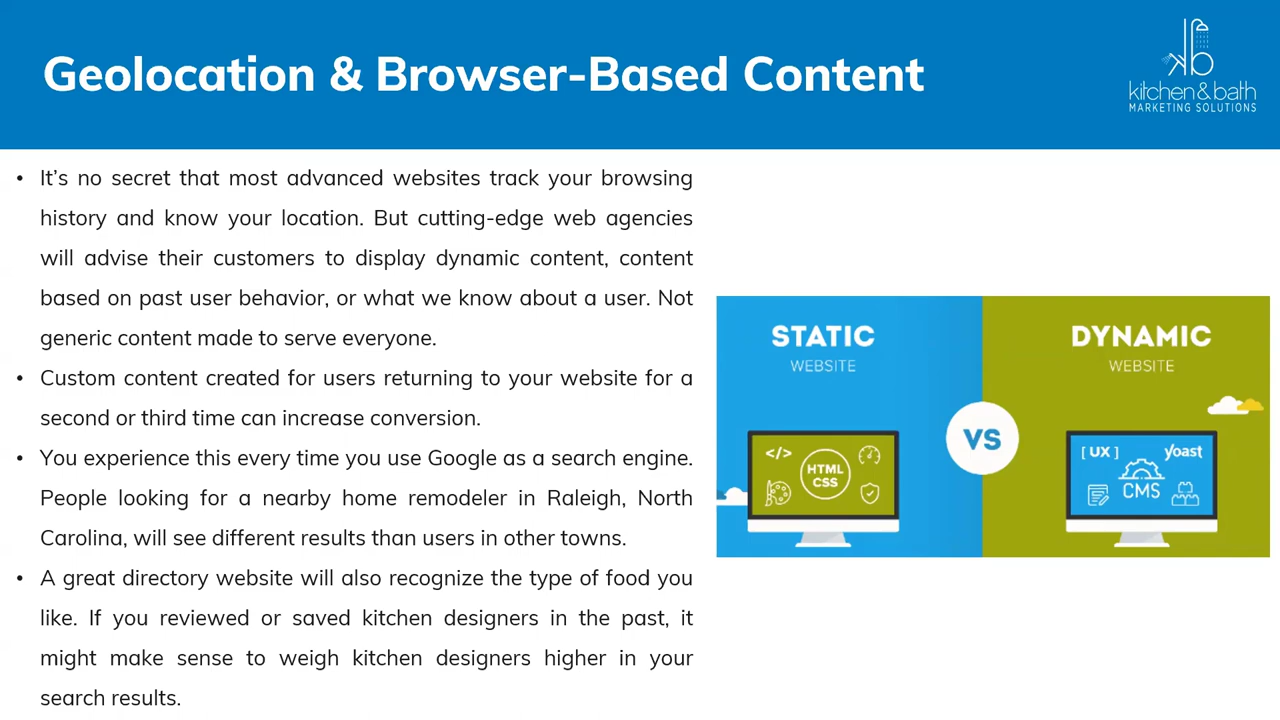 Geolocation & Browser-Based Content
kitchen&bath
MARKETING SOLUTIONS
• It’s no secret that most advanced websites track your browsing
history and know your location. But cutting-edge web agencies
will advise their customers to display dynamic content, content
based on past user behavior, or what we know about a user. Not
generic content made to serve everyone.
• Custom content created for users returning to your website for a
second or third time can increase conversion.
• You experience this every time you use Google as a search engine.
People looking for a nearby home remodeler in Raleigh, North
Carolina, will see different results than users in other towns.
• A great directory website will also recognize the type of food you
like. If you reviewed or saved kitchen designers in the past, it
might make sense to weigh kitchen designers higher in your
search results.
STATIC
WEBSITE
</>
HTML
CSS
VS
DYNAMIC
WEBSITE
[ UX ]
yoast
CMS